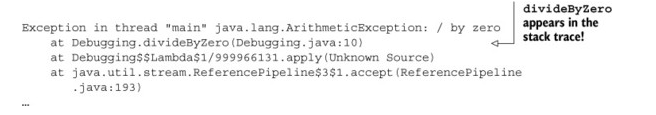 Exception in thread "main" java.lang.ArithmeticException: / by zero
at Debugging.divideByZero(Debugging.java:10)
at Debugging$$Lambda$1/999966131.apply(Unknown Source)
at java.util.stream.ReferencePipeline$3$1.accept(ReferencePipeline
.java:193)
…
divideByZero
appears in the
stack trace!